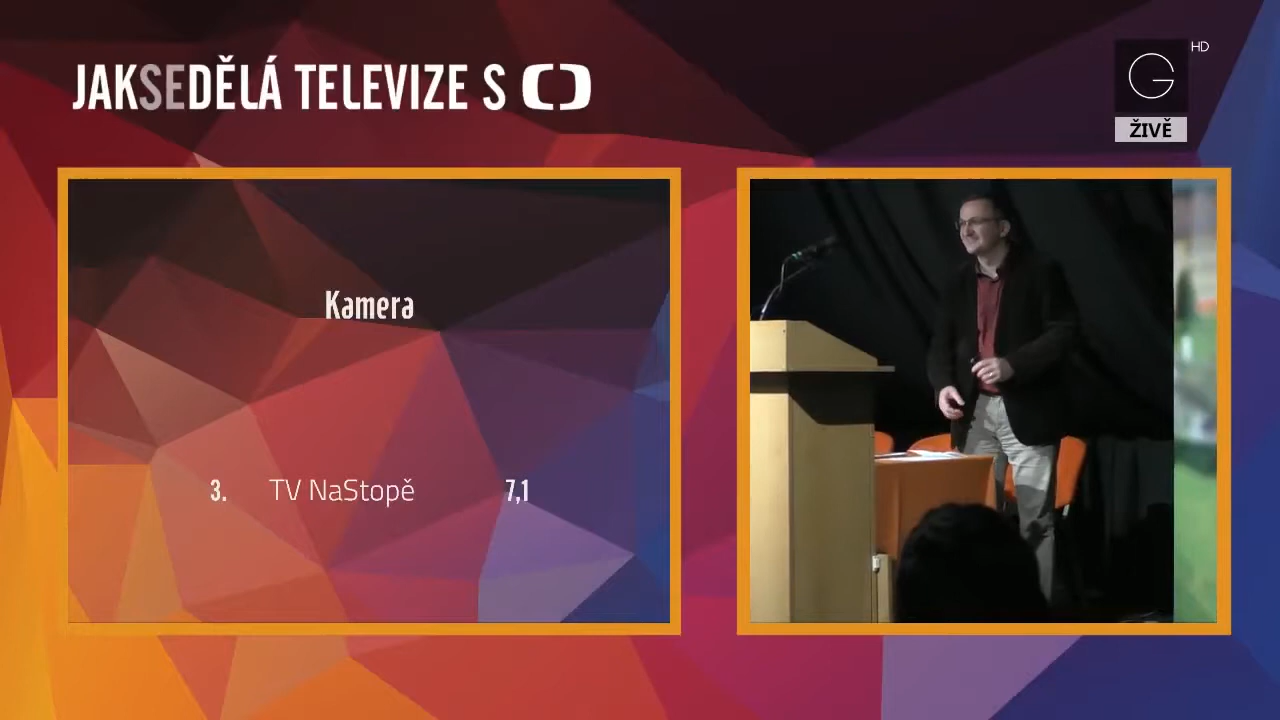 JAKSEDĚLÁ TELEVIZE S
G
HD
ŽIVĚ
Kamera
3. TV NaStopě 7,1